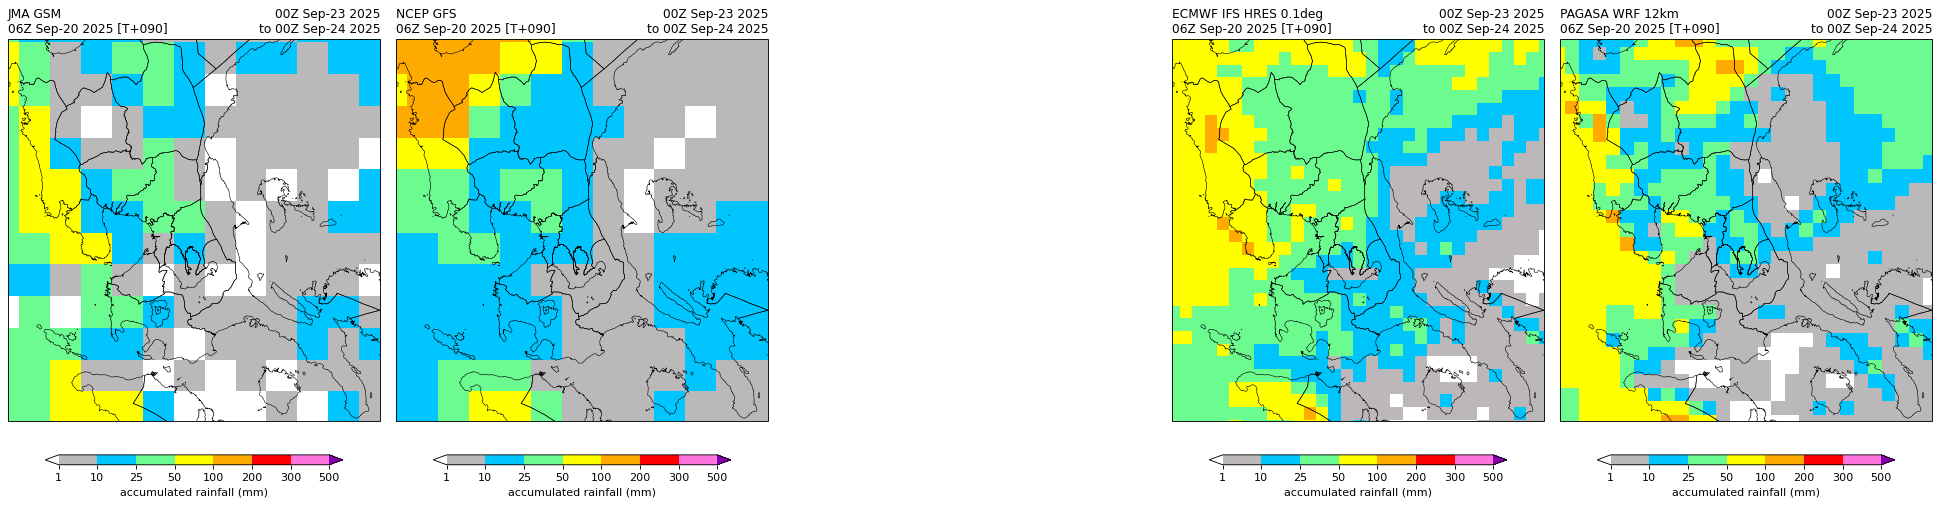 JMA GSM 00Z Sep-23 2025
06Z Sep-20 2025 [T+090] to 00Z Sep-24 2025
NCEP GFS 00Z Sep-23 2025
06Z Sep-20 2025 [T+090] to 00Z Sep-24 2025
ECMWF IFS HRES 0.1deg 00Z Sep-23 2025
06Z Sep-20 2025 [T+090] to 00Z Sep-24 2025
PAGASA WRF 12km 00Z Sep-23 2025
06Z Sep-20 2025 [T+090] to 00Z Sep-24 2025
1 10 25 50 100 200 300 500
accumulated rainfall (mm)
1 10 25 50 100 200 300 500
accumulated rainfall (mm)
1 10 25 50 100 200 300 500
accumulated rainfall (mm)
1 10 25 50 100 200 300 500
accumulated rainfall (mm)